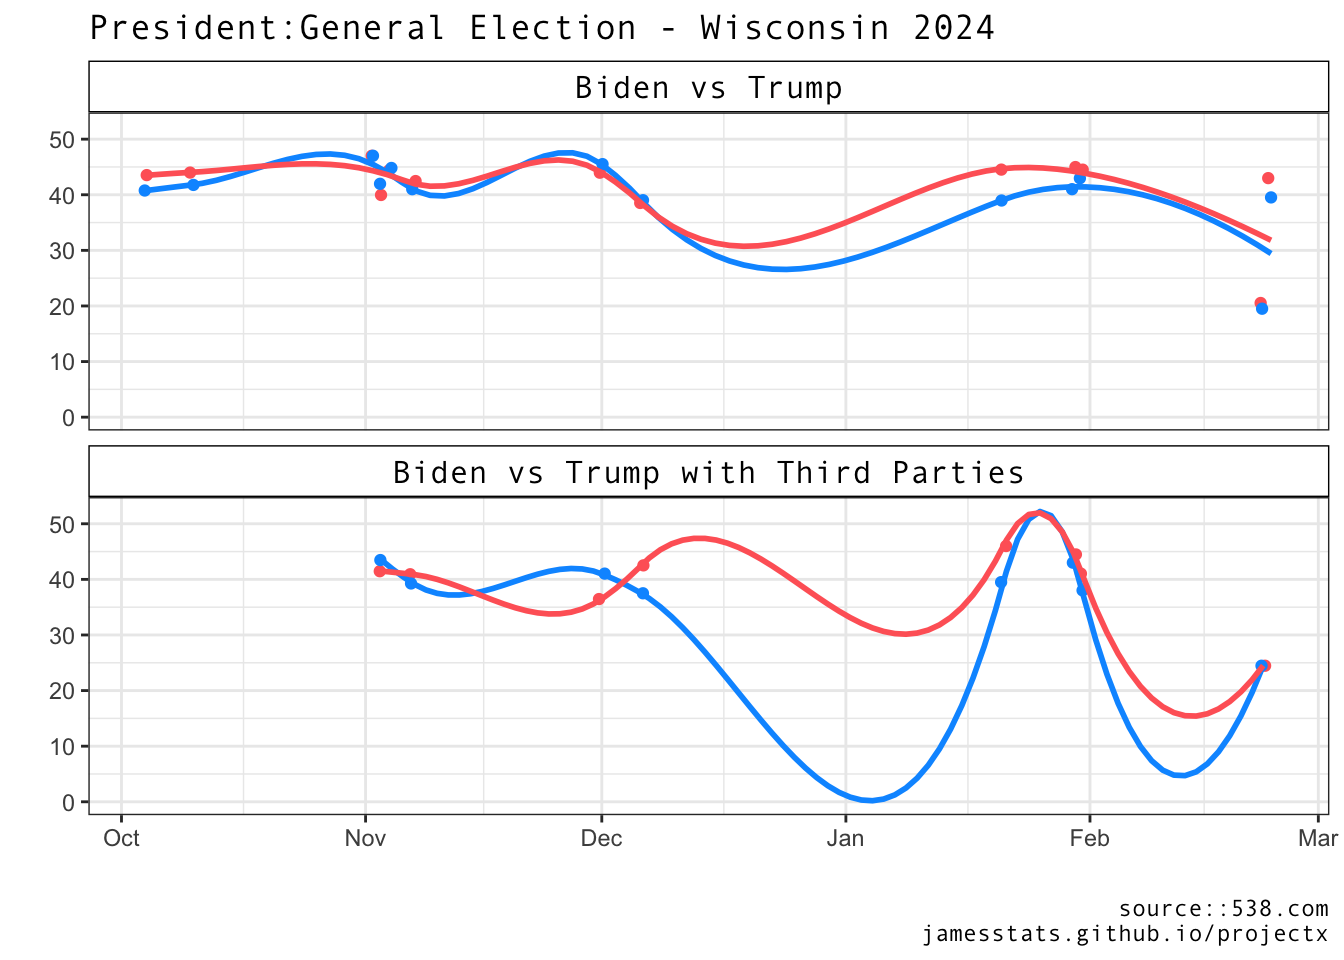 President:General Election - Wisconsin 2024
Biden vs Trump
50
40
30
20
10
0
Biden vs Trump with Third Parties
50
40
30
20
10
0
Oct Nov Dec Jan Feb Mar
source::538.com
jamesstats.github.io/projectx